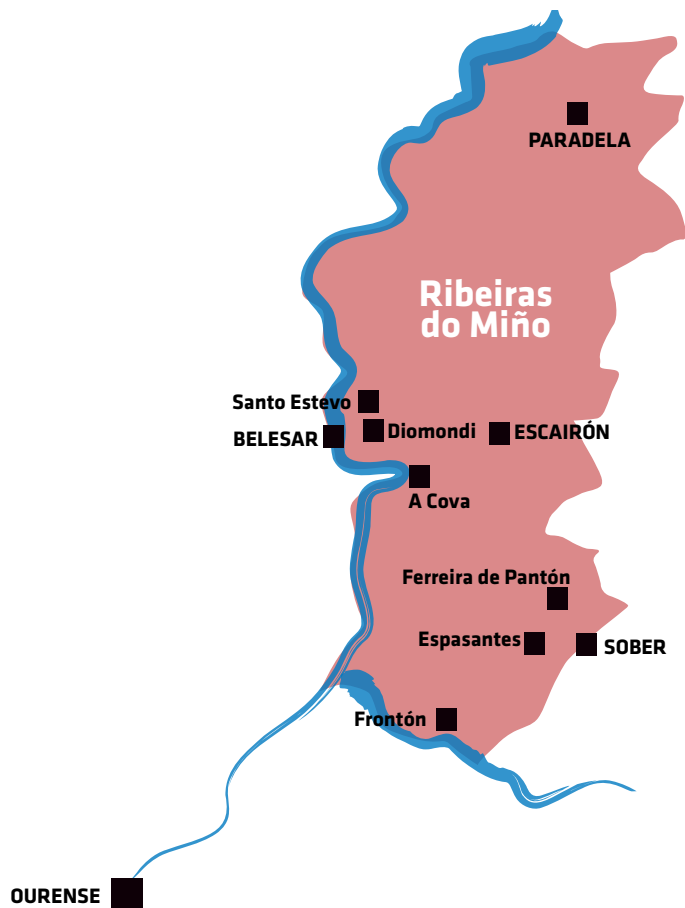 PARADELA
Ribeiras
do Miño
Santo Estevo
BELESAR
Diomondi
ESCAIRÓN
A Cova
Ferreira de Pantón
Espasantes
SOBER
Frontón
OURENSE